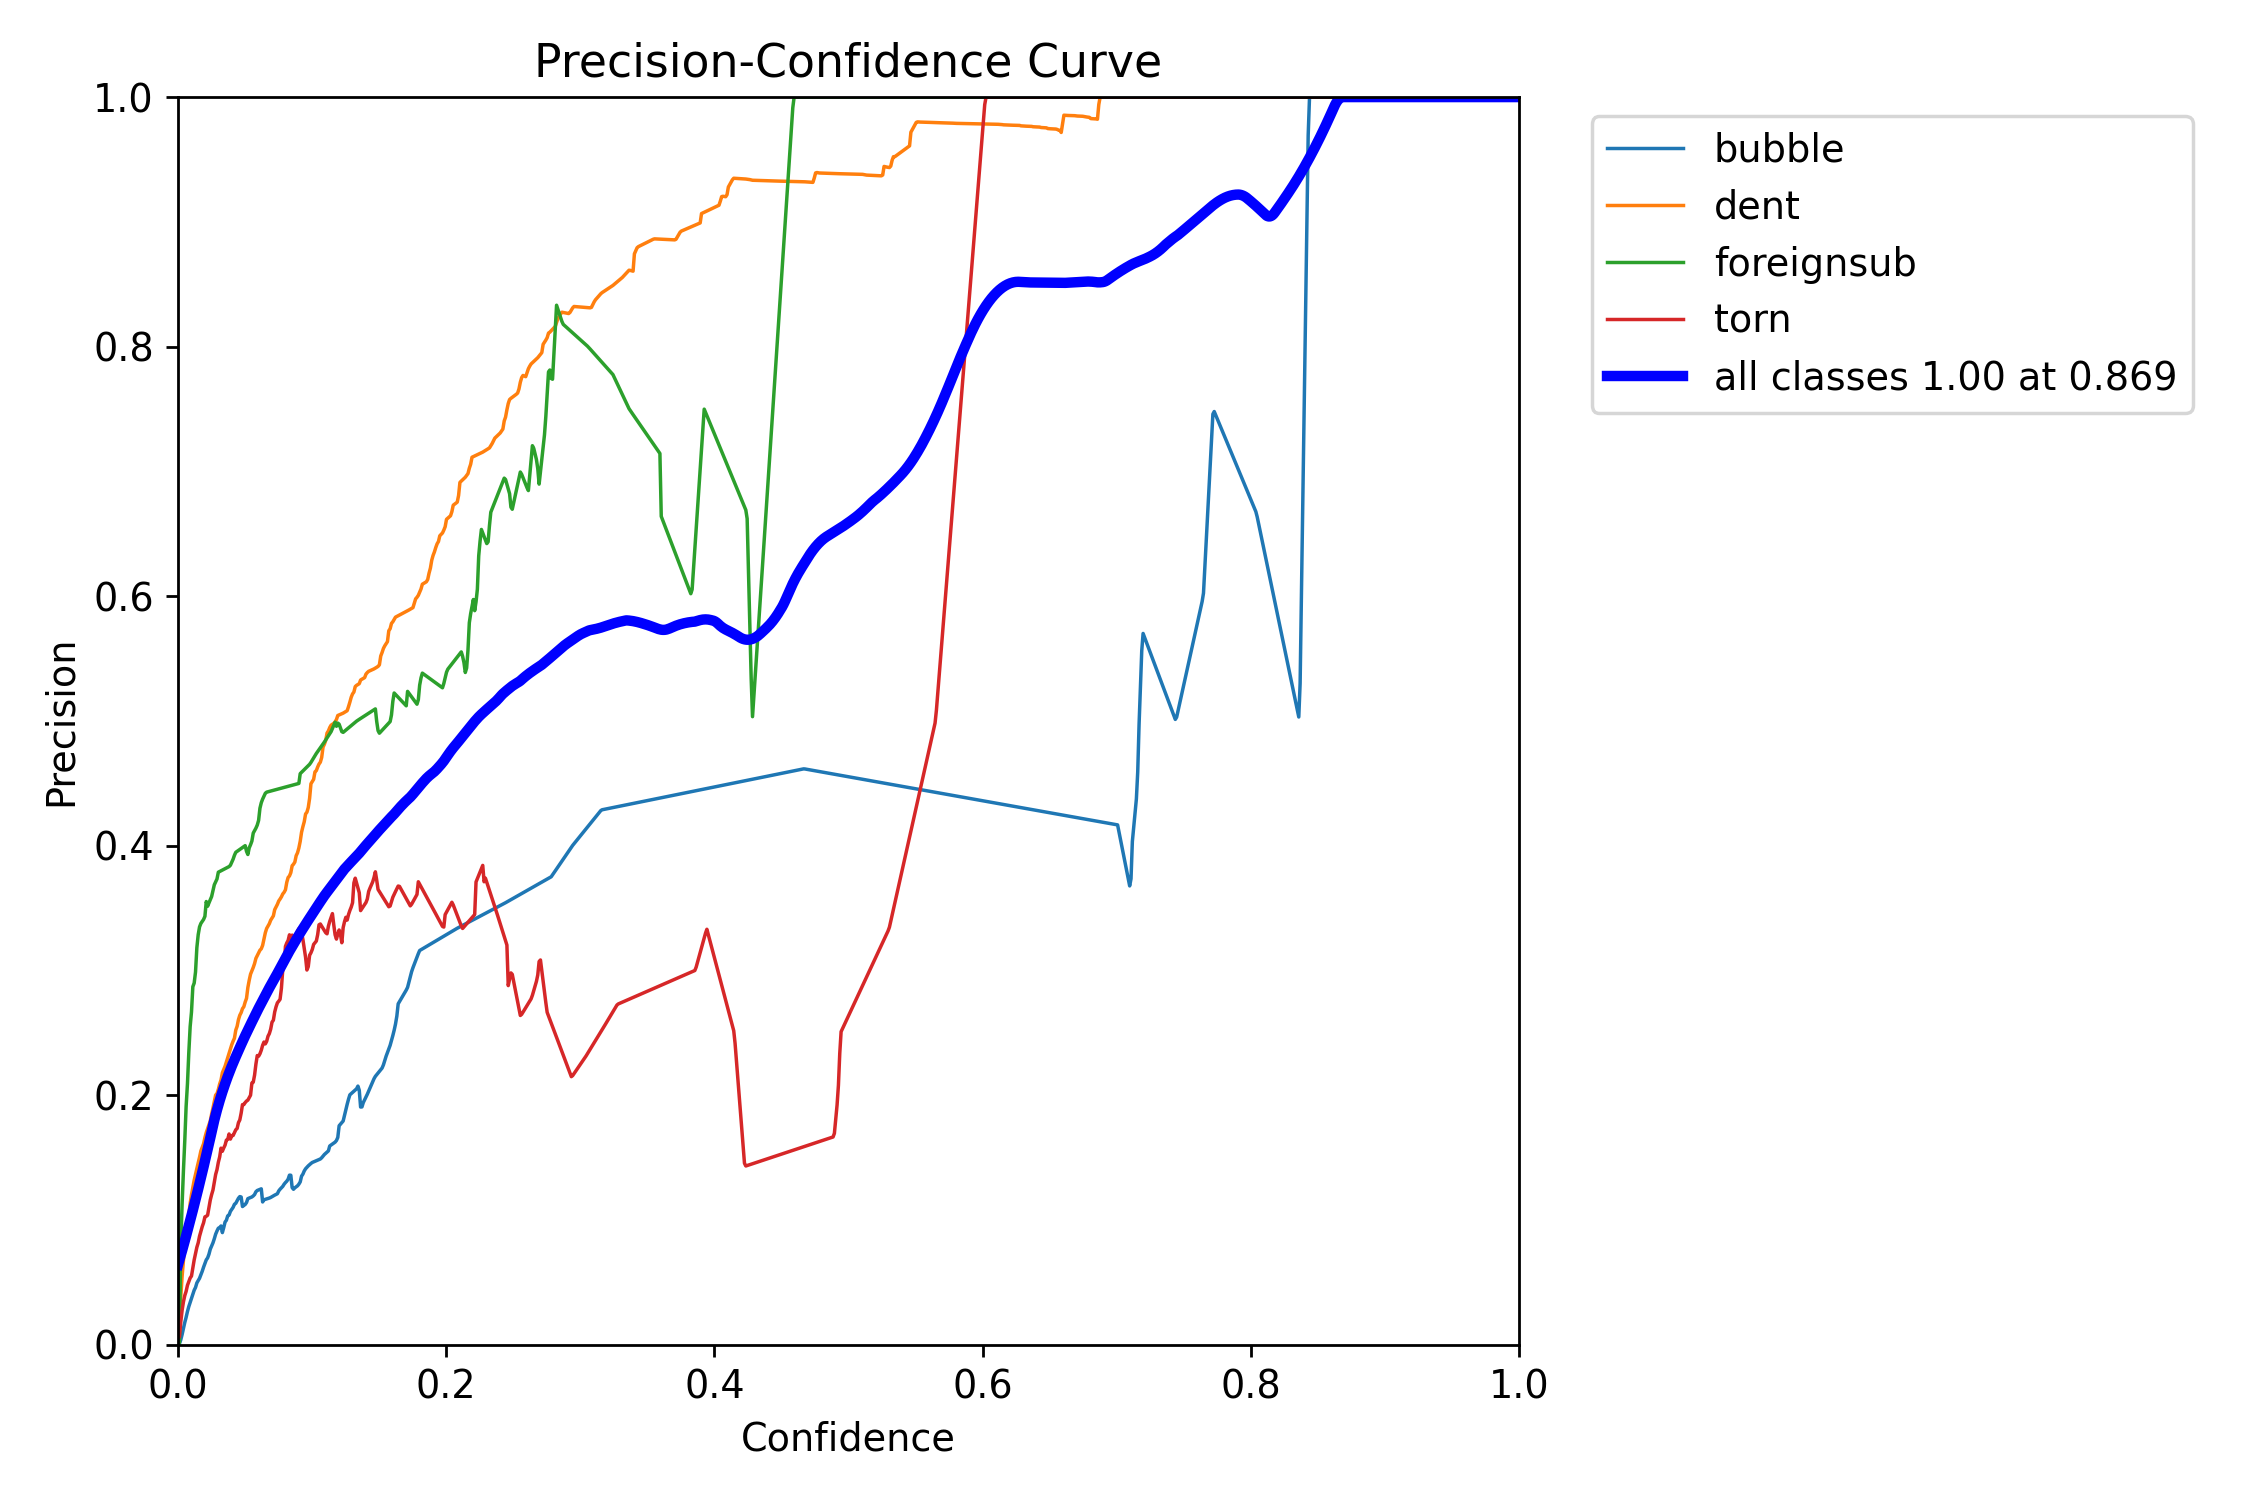 Precision-Confidence Curve
1.0
0.8
0.6
0.4
0.2
0.0
Precision
0.0 0.2 0.4 0.6 0.8 1.0
Confidence
bubble
dent
foreignsub
torn
all classes 1.00 at 0.869